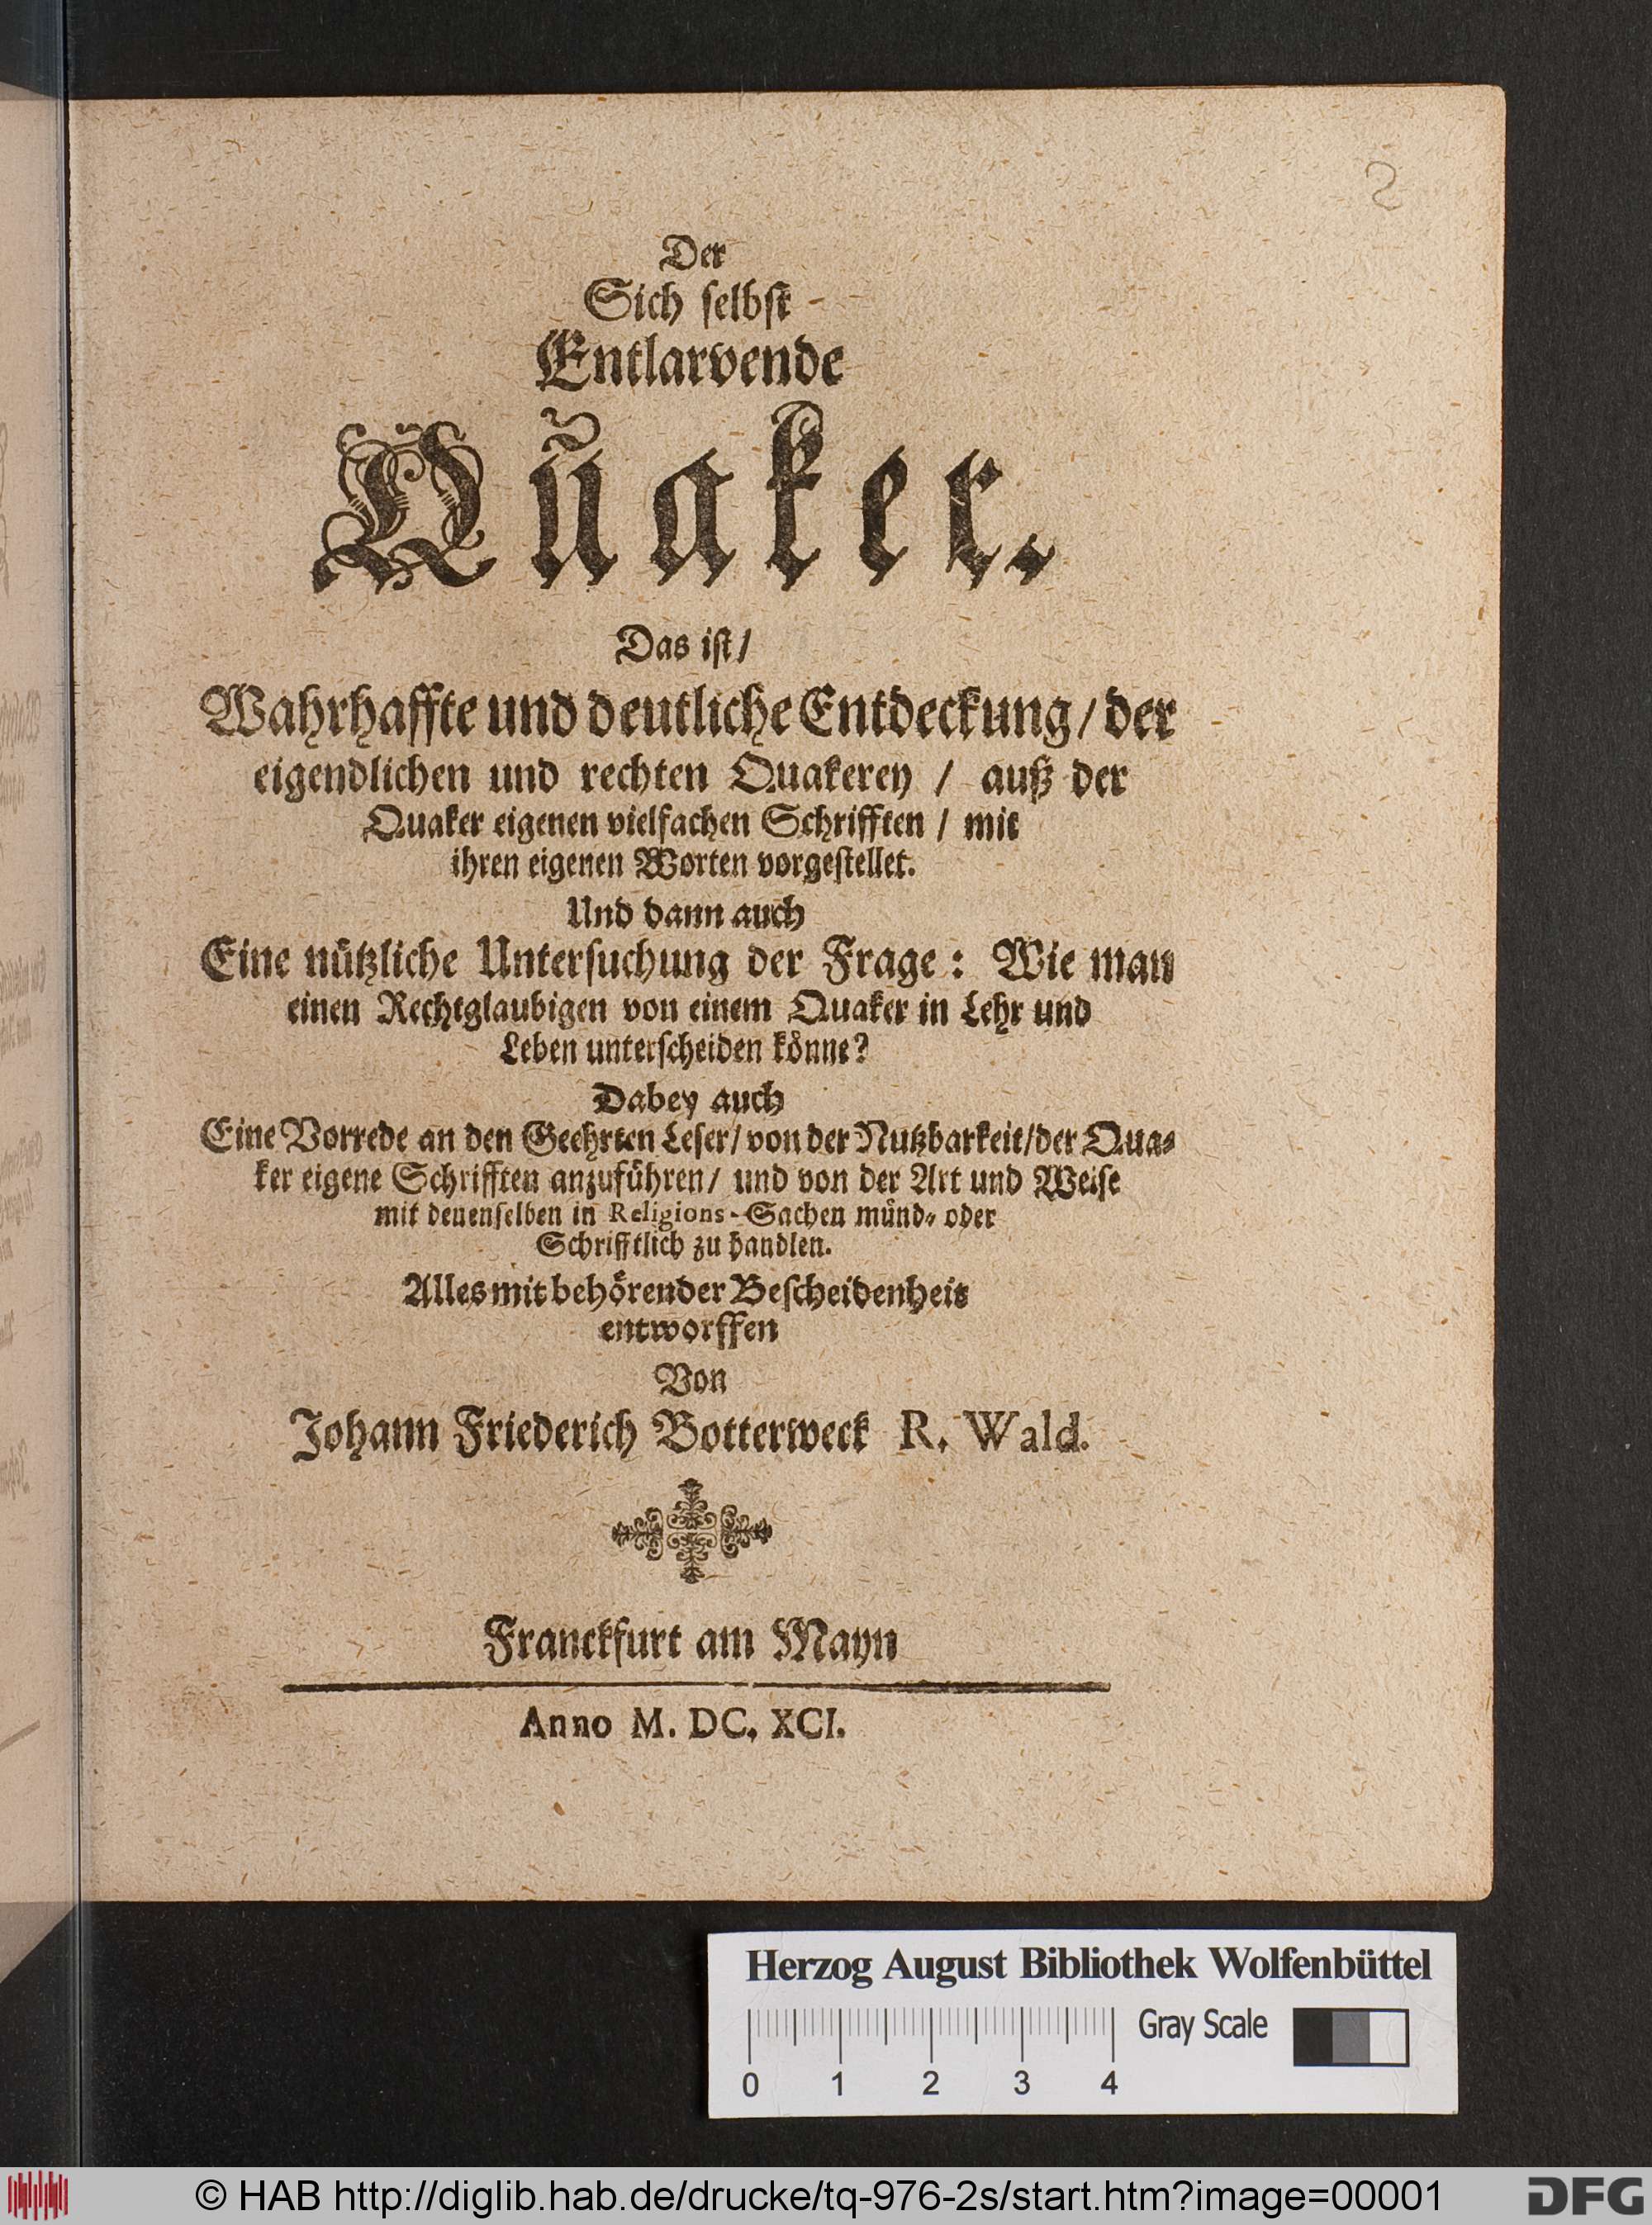 2
Der
Sich selbst
Entlarvende
Quaker.
Das ist/
Wahrhaffte und deutliche Entdeckung/ der
eigendlichen und rechten Quakerey / auß der
Quaker eigenen vielfachen Schrifften / mit
ihren eigenen Worten vorgestellet.
Und dann auch
Eine nützliche Untersuchung der Frage: Wie man
einen Rechtglaubigen von einem Quaker in Lehr und
Leben unterscheiden könne?
Dabey auch
Eine Vorrede an den Geehrten Leser/ von der Nutzbarkeit/der Qua-
ker eigene Schrifften anzuführen/ und von der Art und Weise
mit denenselben in Religions-Sachen münd- oder
Schrifftlich zu handlen.
Alles mit behörender Bescheidenheit
entworffen
Von
Johann Friederich Botterweck R. Wald.
Franckfurt am Mayn
Anno M. DC. XCI.
Herzog August Bibliothek Wolfenbüttel
Gray Scale
0 1 2 3 4
© HAB http://diglib.hab.de/drucke/tq-976-2s/start.htm?image=00001
DFG